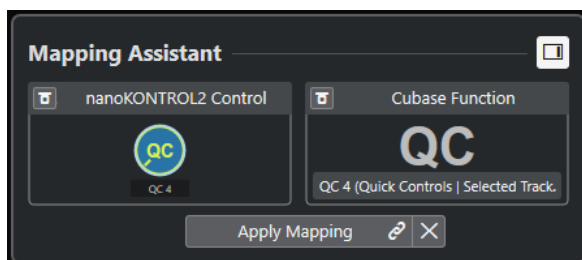 Mapping Assistant
nanoKONTROL2 Control
Cubase Function
QC
QC
QC 4
QC 4 (Quick Controls | Selected Track.
Apply Mapping